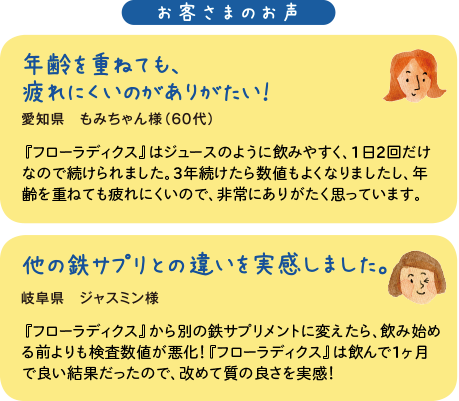 お客さまのお声
年齢を重ねても、
疲れにくいのがありがたい！
愛知県　もみちゃん様（60代）
『フローラディクス』はジュースのように飲みやすく、1日2回だけ
なので続けられました。3年続けたら数値もよくなりましたし、年
齢を重ねても疲れにくいので、非常にありがたく思っています。
他の鉄サプリとの違いを実感しました。
岐阜県　ジャスミン様
『フローラディクス』から別の鉄サプリメントに変えたら、飲み始め
る前よりも検査数値が悪化！『フローラディクス』は飲んで1ヶ月
で良い結果だったので、改めて質の良さを実感！